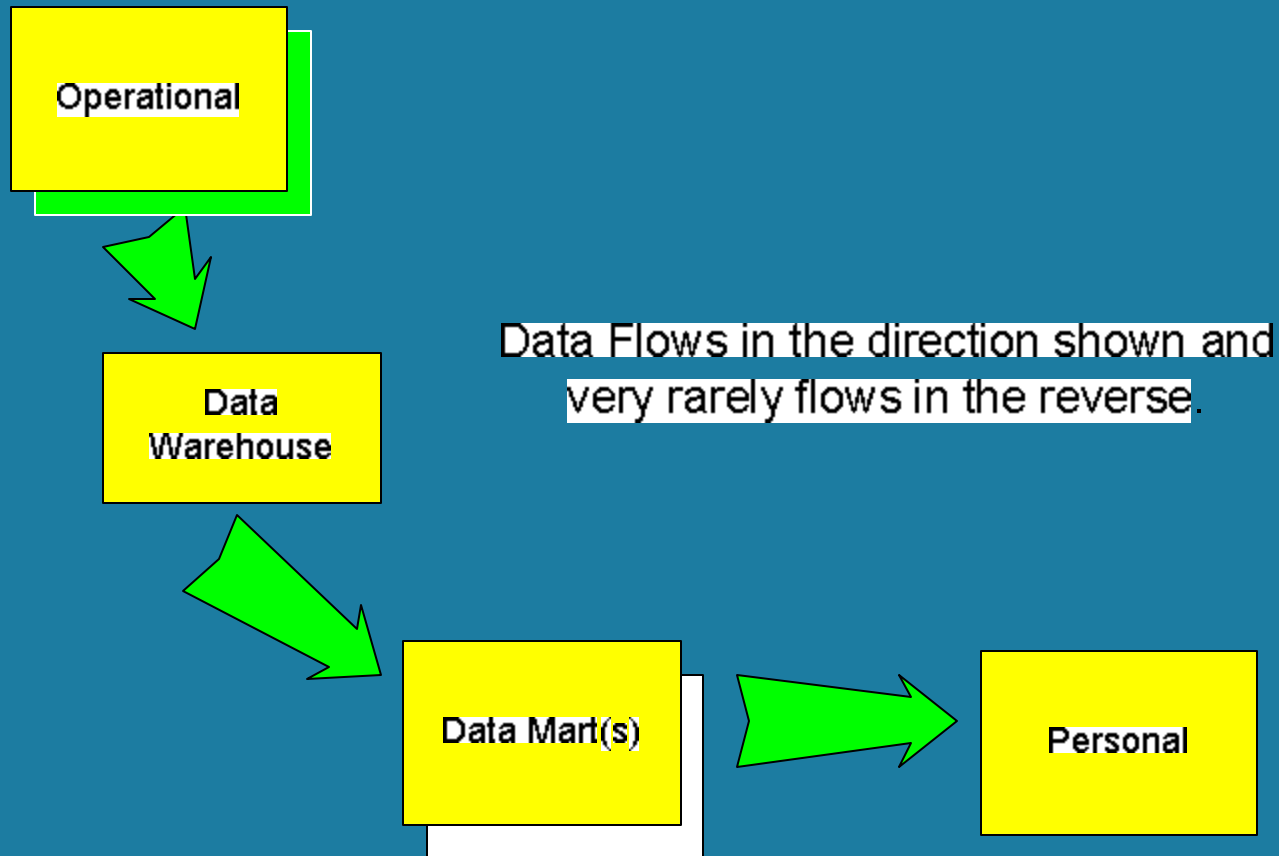 Operational
Data Flows in the direction shown and
very rarely flows in the reverse.
Data
Warehouse
Data Mart(s)
Personal